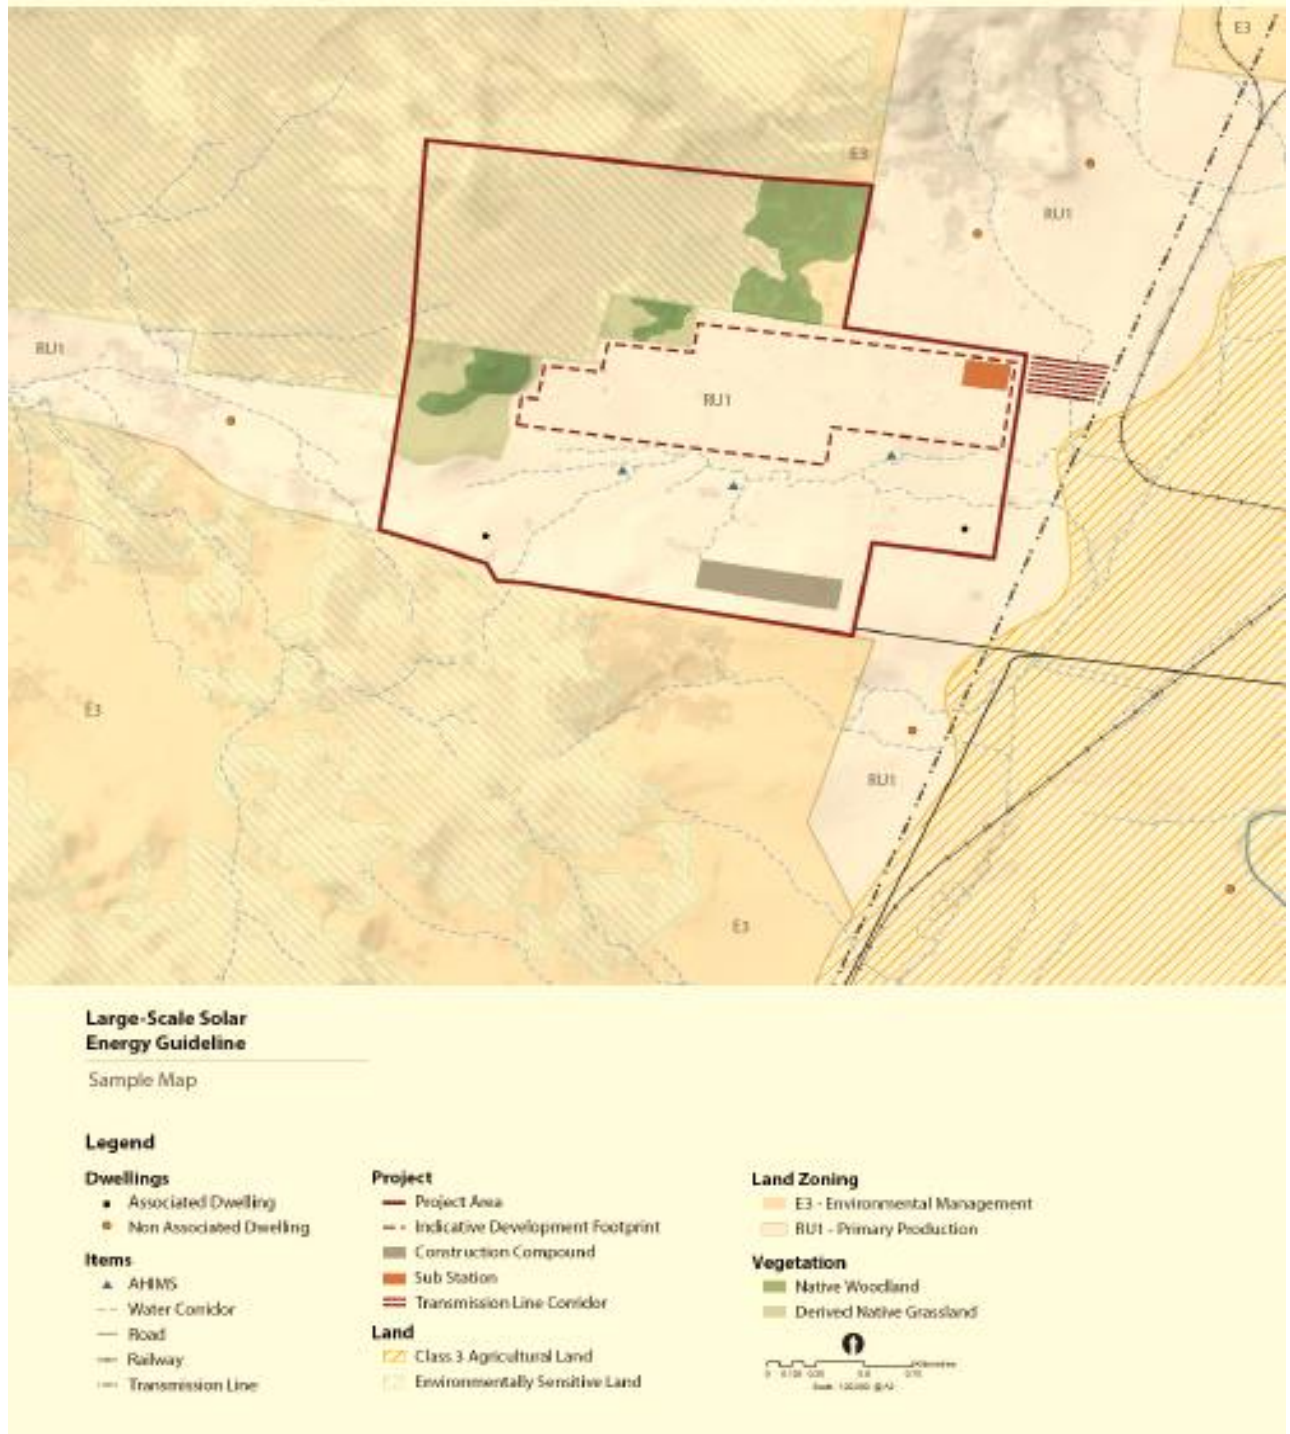 E3
E3
RU1
RU1
RU1
E3
RU1
E3
Large-Scale Solar
Energy Guideline
Sample Map
Legend
Dwellings
Associated Dwelling
Non Associated Dwelling
Items
AHIMS
Water Corridor
Road
Railway
Transmission Line
Project
Project Area
Indicative Development Footprint
Construction Compound
Sub Station
Transmission Line Corridor
Land
Class 3 Agricultural Land
Environmentally Sensitive Land
Land Zoning
E3 - Environmental Management
RU1 - Primary Production
Vegetation
Native Woodland
Derived Native Grassland